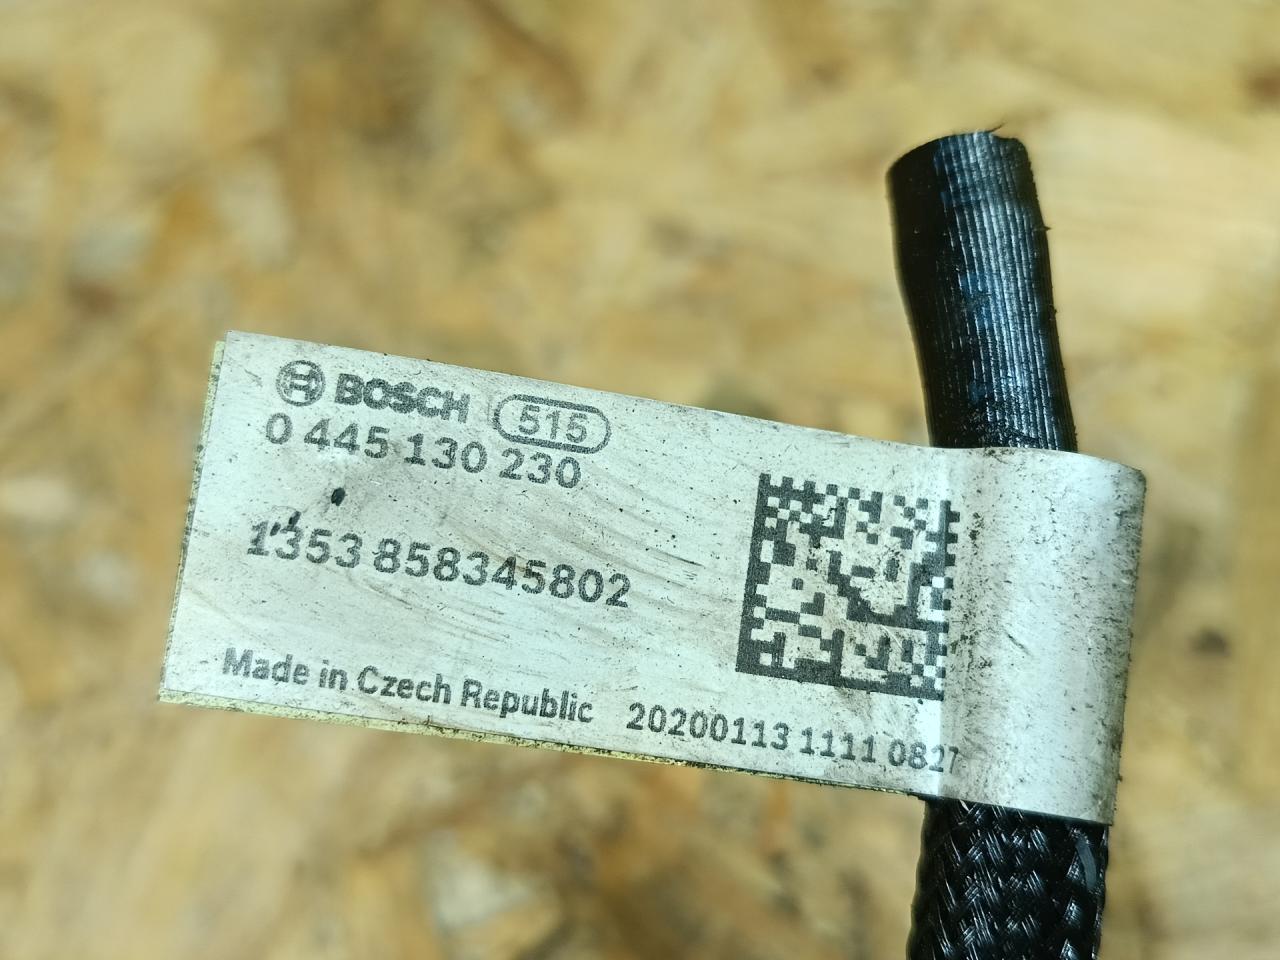 BOSCH 515
0 445 130 230
1353 858345802
Made in Czech Republic 20200113 1111 0827